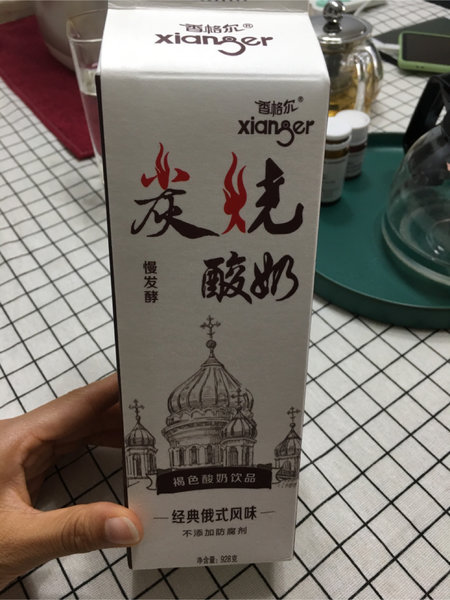 香格尔®
xianger
香格尔®
xianger
炭烧
酸奶
慢发酵
褐色酸奶饮品
经典俄式风味
不添加防腐剂
净含量:928克